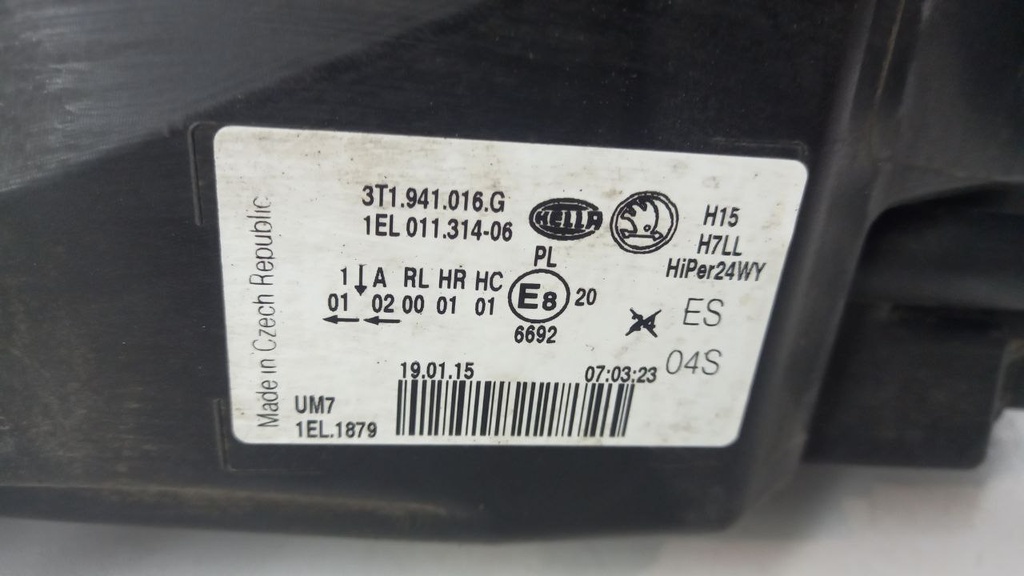 3T1.941.016.G
1EL 011.314-06
HELLA
H15
H7LL
HiPer24WY
PL
1 A RL HR HC
01 02 00 01 01
E8 20
6692
24 ES
04S
19.01.15 07:03:23
UM7
1EL.1879
Made in Czech Republic